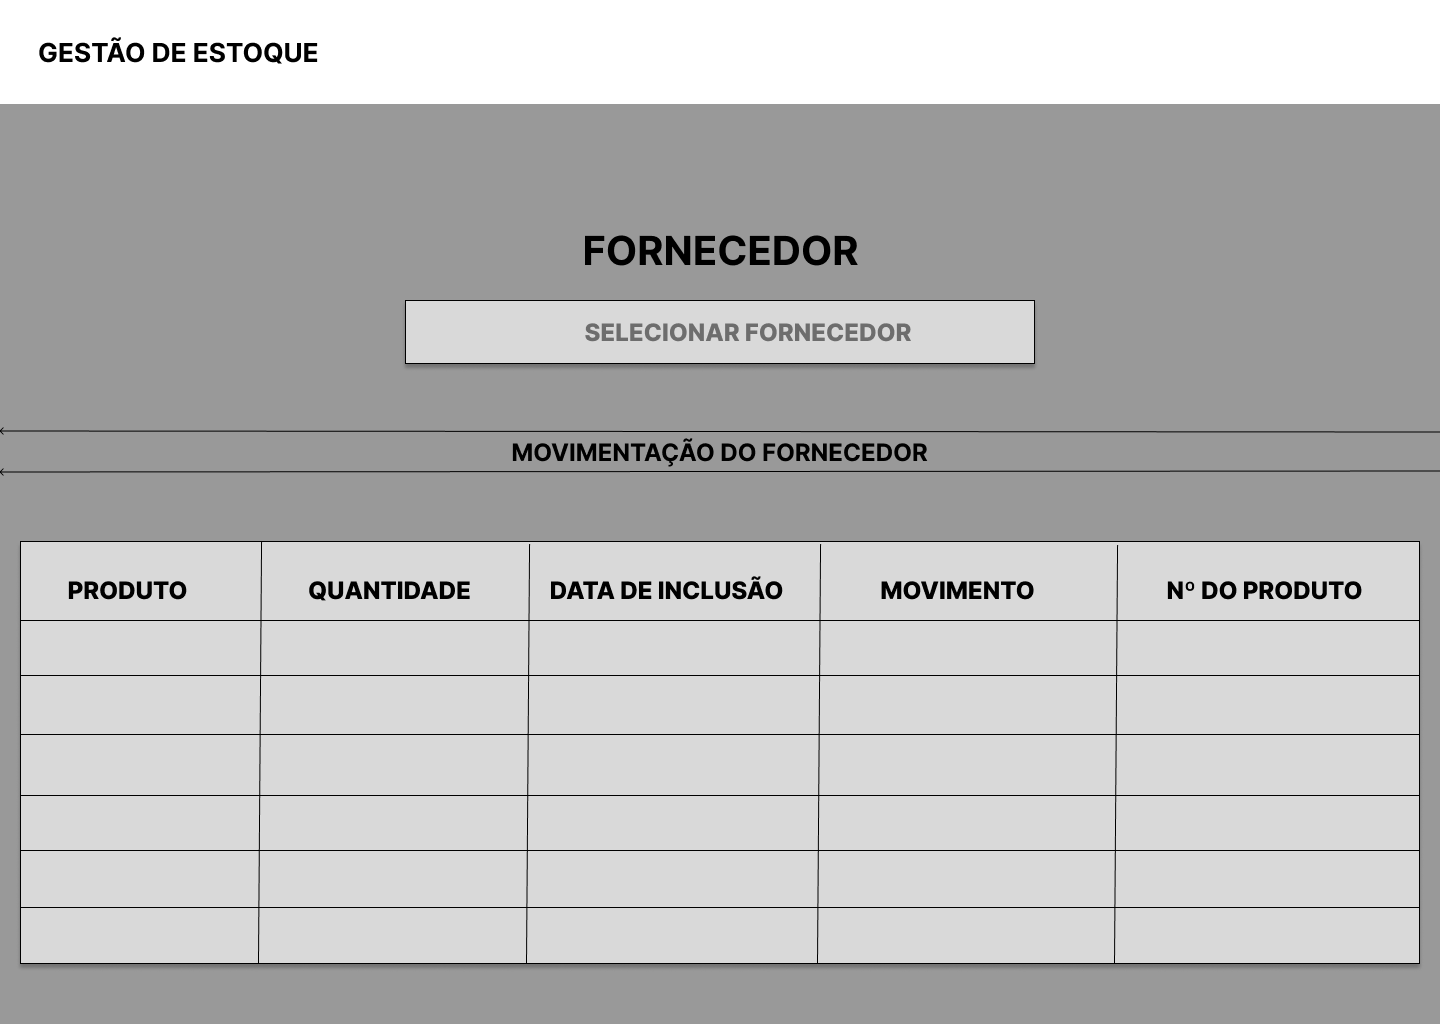 GESTÃO DE ESTOQUE
FORNECEDOR
SELECIONAR FORNECEDOR
MOVIMENTAÇÃO DO FORNECEDOR
PRODUTO QUANTIDADE DATA DE INCLUSÃO MOVIMENTO Nº DO PRODUTO